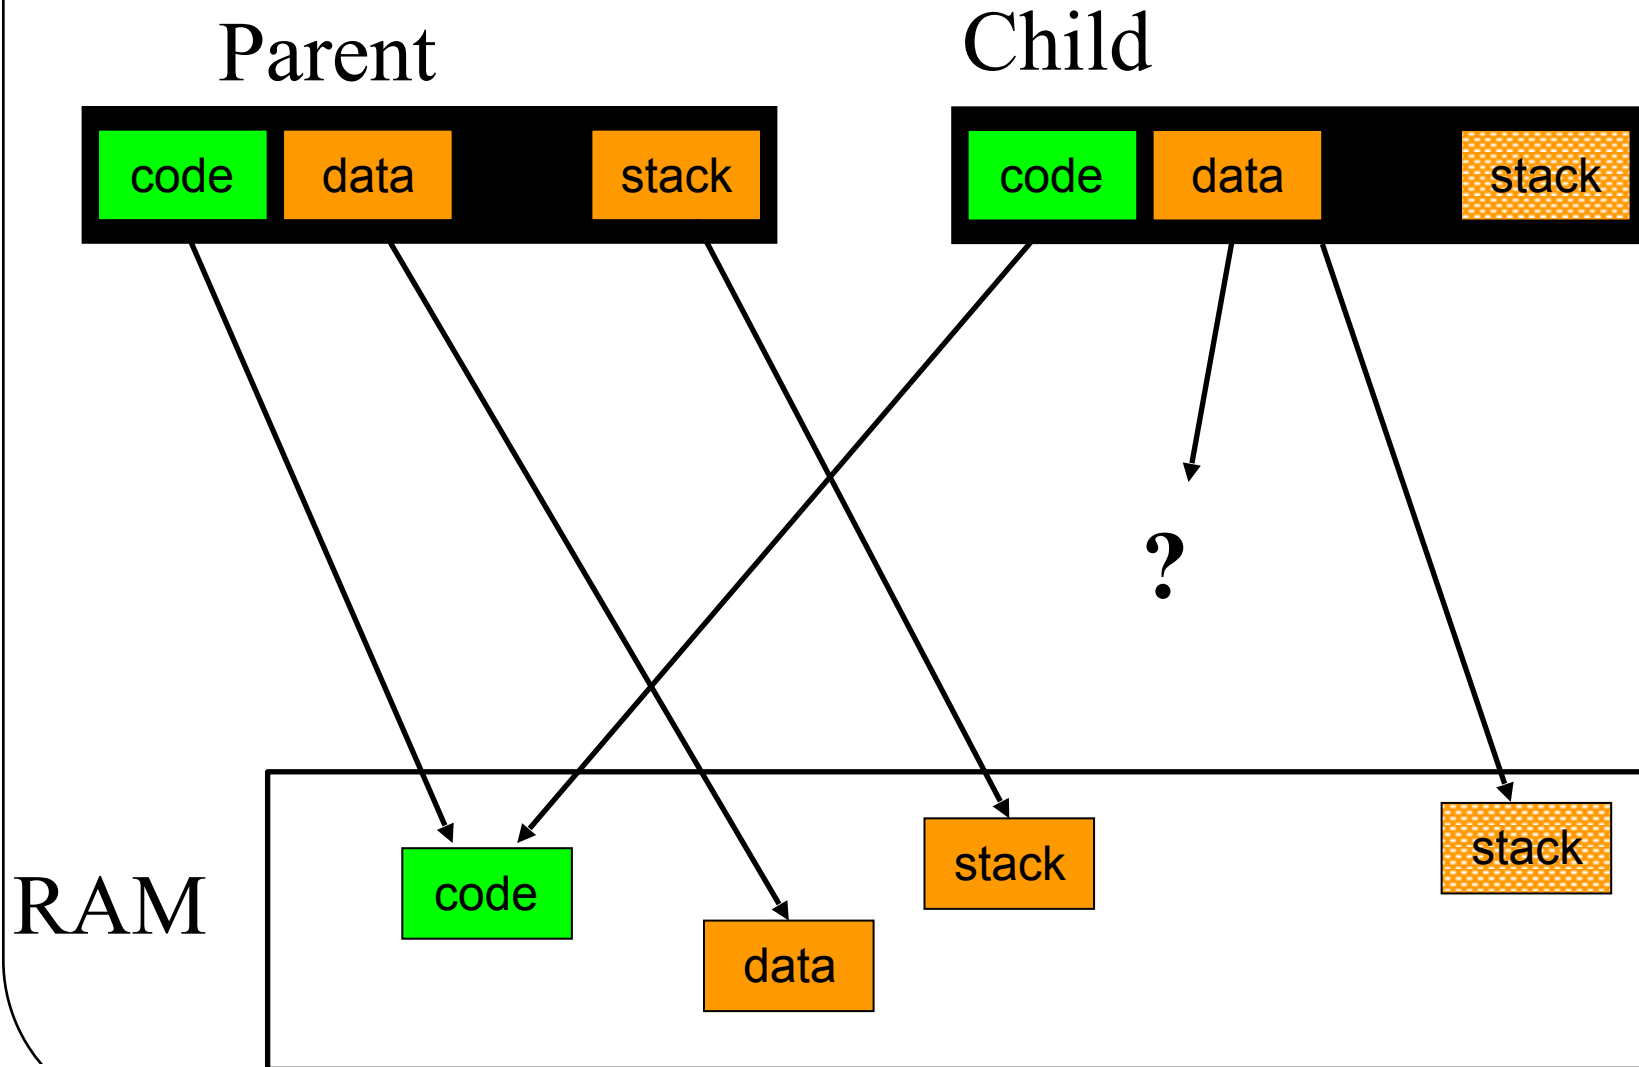 Parent
Child
code data stack
code data stack
?
RAM
code
data
stack
stack